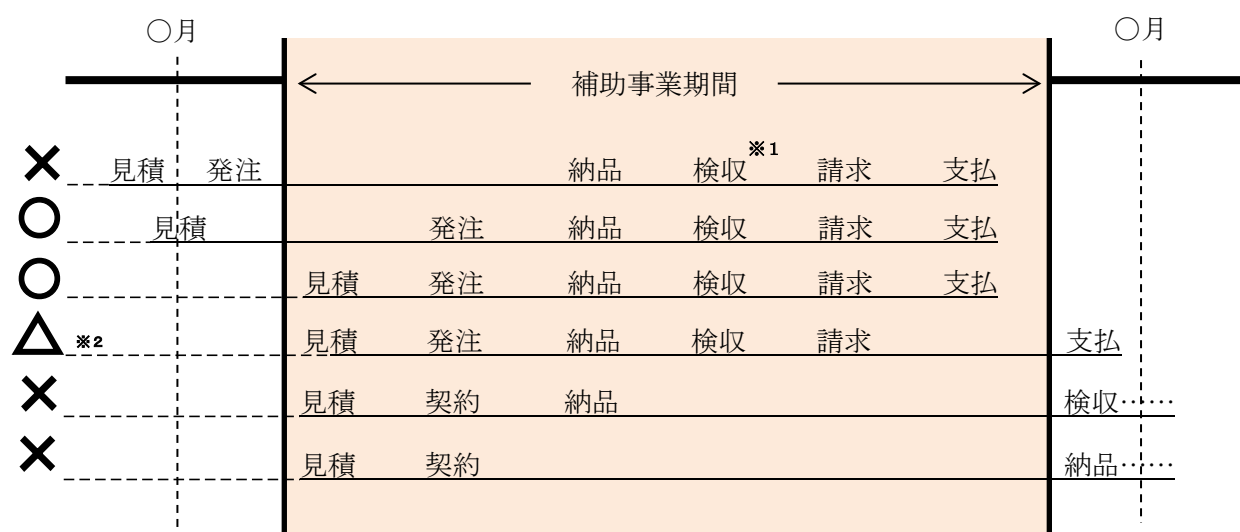 〇月 〇月
補助事業期間
× 見積 発注 納品 検収※1 請求 支払
○ 見積 発注 納品 検収 請求 支払
○ 見積 発注 納品 検収 請求 支払
△ ※2 見積 発注 納品 検収 請求 支払
× 見積 契約 納品 検収……
× 見積 契約 納品……